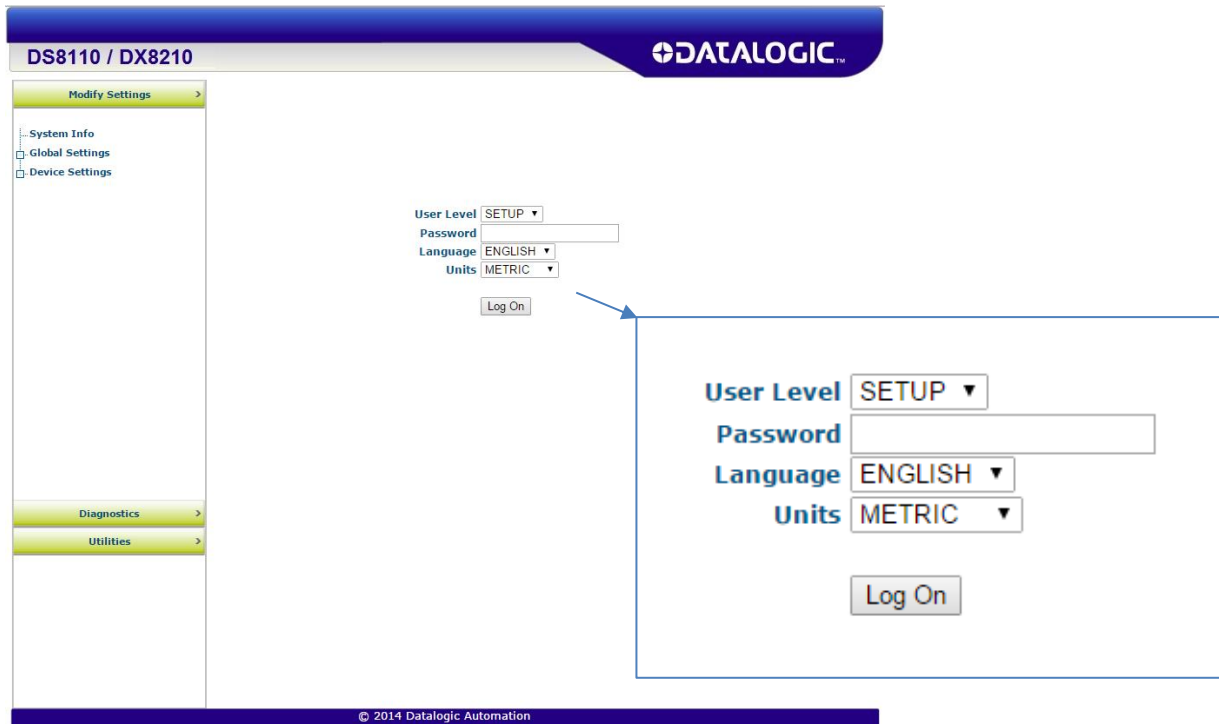 DS8110 / DX8210
DATALOGIC™
Modify Settings >
System Info
Global Settings
Device Settings
User Level SETUP
Password
Language ENGLISH
Units METRIC
Log On
User Level SETUP
Password
Language ENGLISH
Units METRIC
Log On
Diagnostics >
Utilities >
© 2014 Datalogic Automation